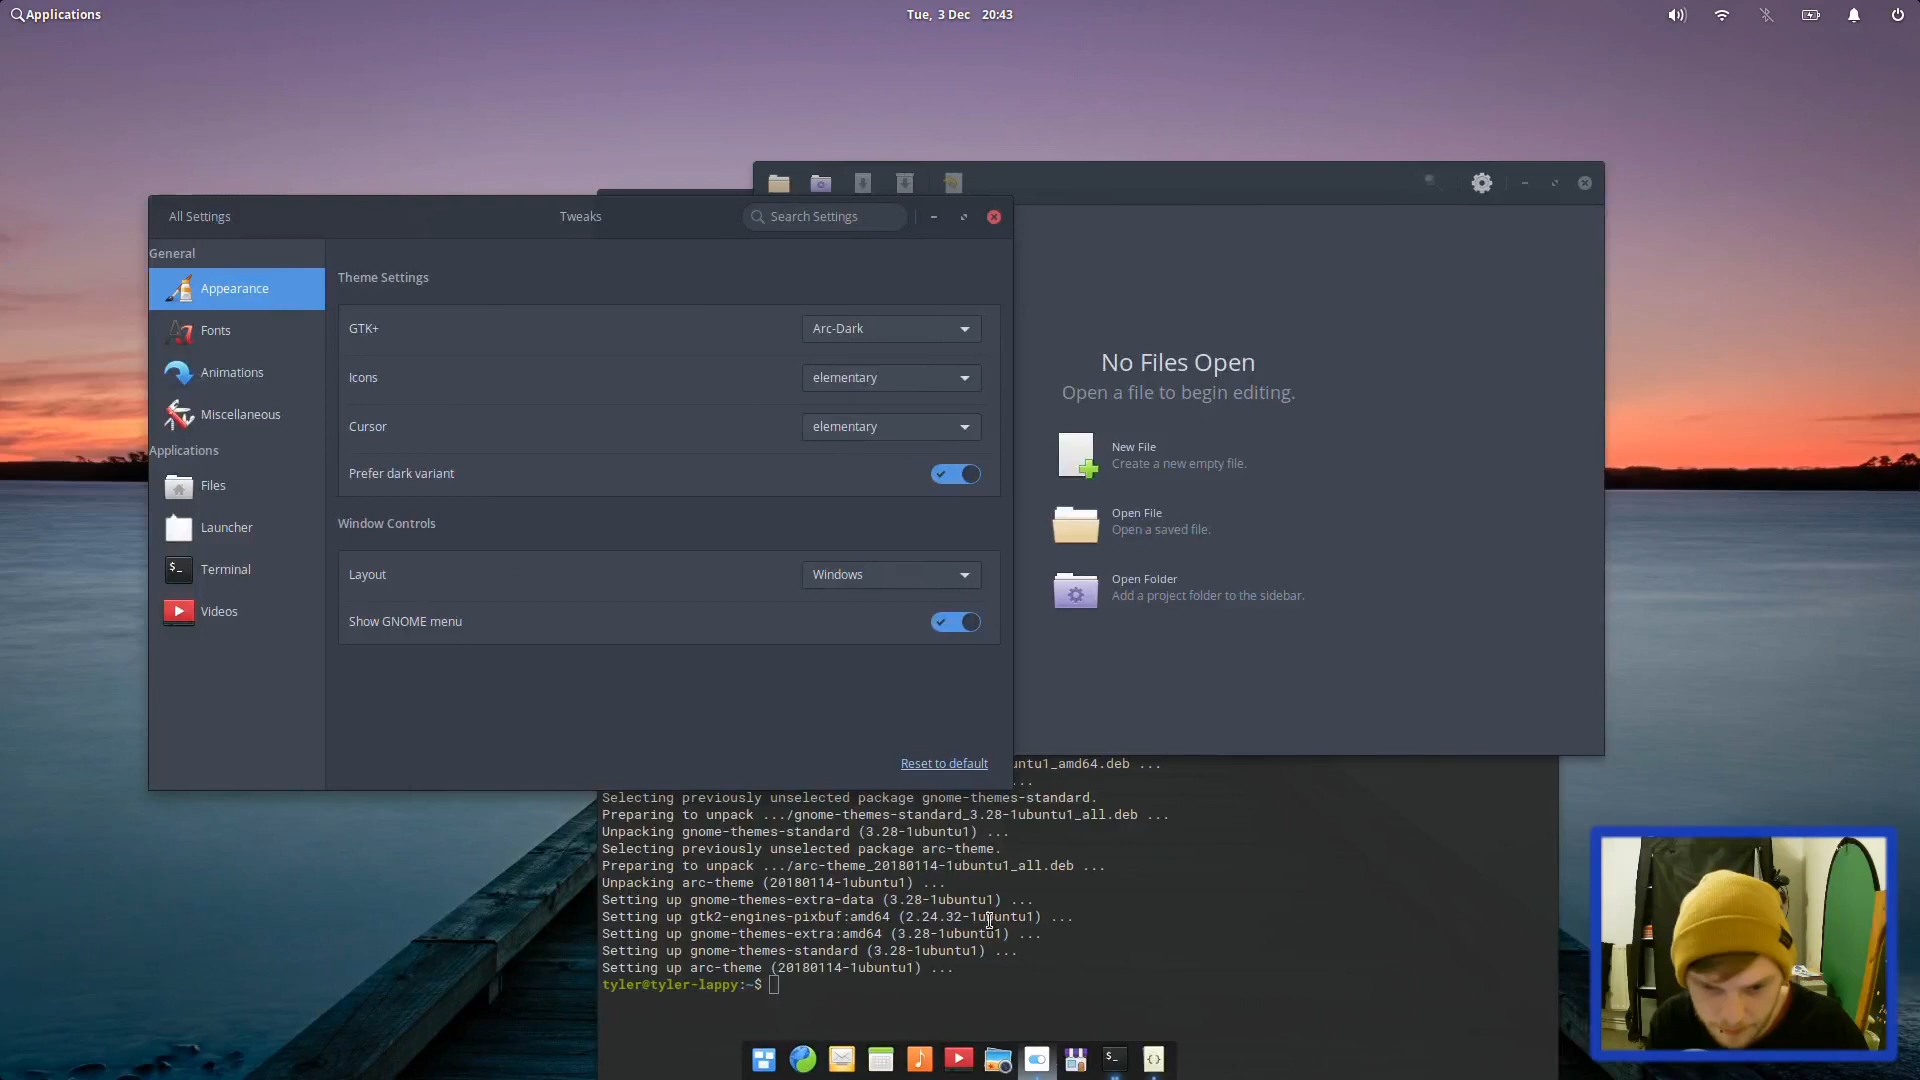 Applications
Tue, 3 Dec 20:43
All Settings
Tweaks
Search Settings
General
Appearance
Fonts
Animations
Miscellaneous
Applications
Files
Launcher
Terminal
Videos
Theme Settings
GTK+
Arc-Dark
Icons
elementary
Cursor
elementary
Prefer dark variant
Window Controls
Layout
Windows
Show GNOME menu
Reset to default
No Files Open
Open a file to begin editing.
New File
Create a new empty file.
Open File
Open a saved file.
Open Folder
Add a project folder to the sidebar.
untu1_amd64.deb ...
...
Selecting previously unselected package gnome-themes-standard.
Preparing to unpack .../gnome-themes-standard_3.28-1ubuntu1_all.deb ...
Unpacking gnome-themes-standard (3.28-1ubuntu1) ...
Selecting previously unselected package arc-theme.
Preparing to unpack .../arc-theme_20180114-1ubuntu1_all.deb ...
Unpacking arc-theme (20180114-1ubuntu1) ...
Setting up gnome-themes-extra-data (3.28-1ubuntu1) ...
Setting up gtk2-engines-pixbuf:amd64 (2.24.32-1ubuntu1) ...
Setting up gnome-themes-extra:amd64 (3.28-1ubuntu1) ...
Setting up gnome-themes-standard (3.28-1ubuntu1) ...
Setting up arc-theme (20180114-1ubuntu1) ...
tyler@tyler-lappy:~$